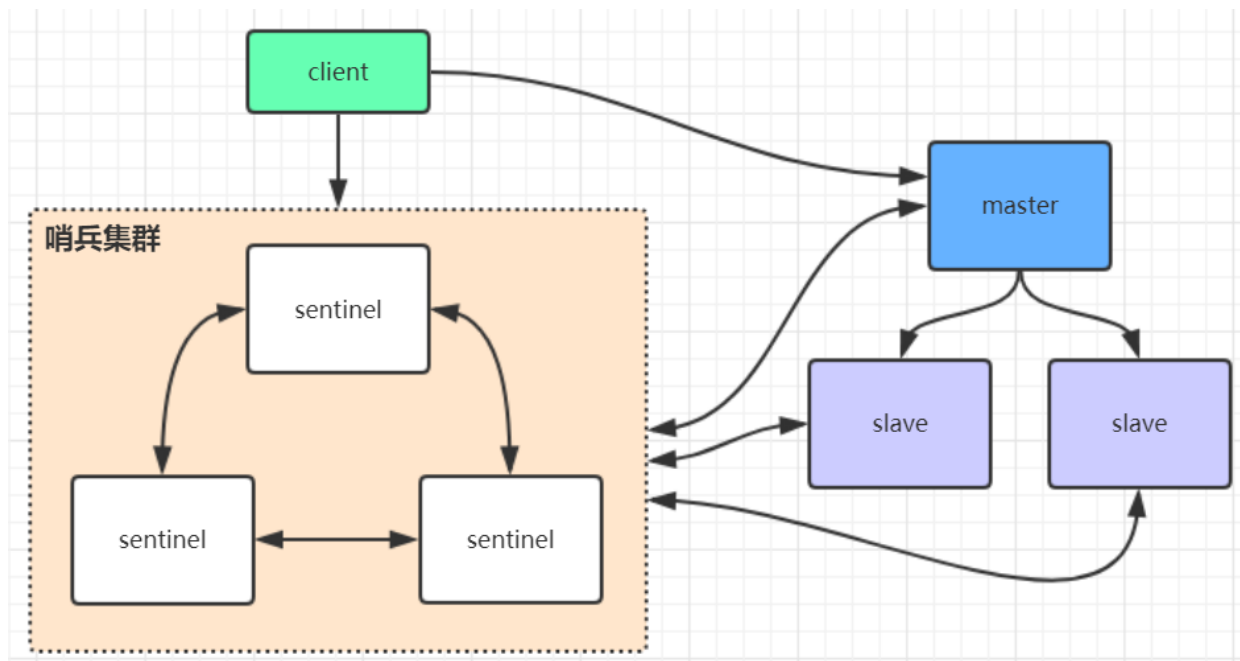 client
master
哨兵集群
sentinel
slave
slave
sentinel
sentinel